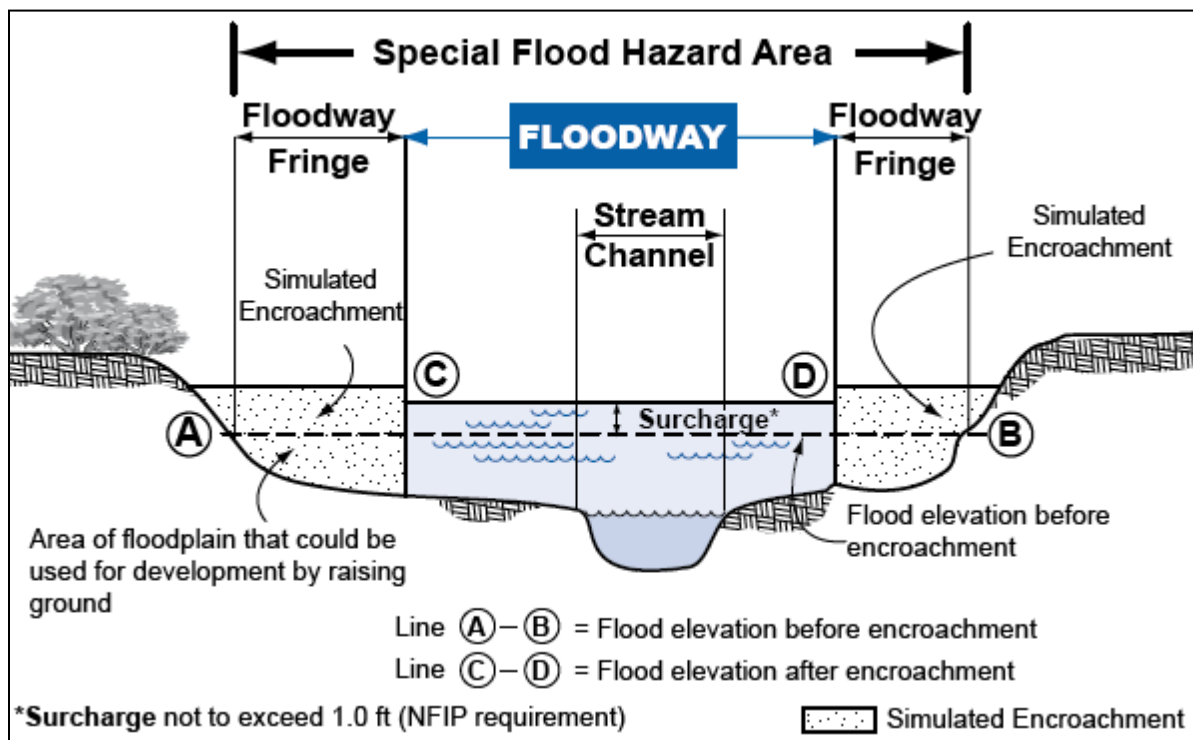 Special Flood Hazard Area
Floodway
Fringe
FLOODWAY
Floodway
Fringe
Stream
Channel
Simulated
Encroachment
Simulated
Encroachment
C
D
Surcharge*
A
B
Area of floodplain that could be
used for development by raising
ground
Flood elevation before
encroachment
Line A – B = Flood elevation before encroachment
Line C – D = Flood elevation after encroachment
*Surcharge not to exceed 1.0 ft (NFIP requirement)
Simulated Encroachment